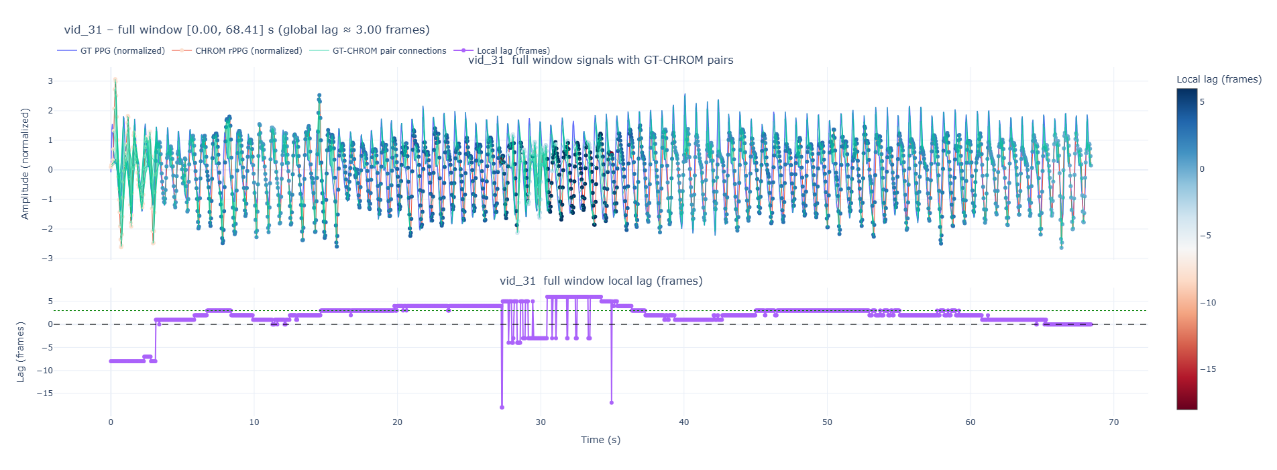 vid_31 – full window [0.00, 68.41] s (global lag ≈ 3.00 frames)
GT PPG (normalized) CHROM rPPG (normalized) GT-CHROM pair connections Local lag (frames)
vid_31 full window signals with GT-CHROM pairs
Local lag (frames)
Amplitude (normalized)
3
2
1
0
−1
−2
−3
5
0
−5
−10
−15
vid_31 full window local lag (frames)
Lag (frames)
5
0
−5
−10
−15
0 10 20 30 40 50 60 70
Time (s)